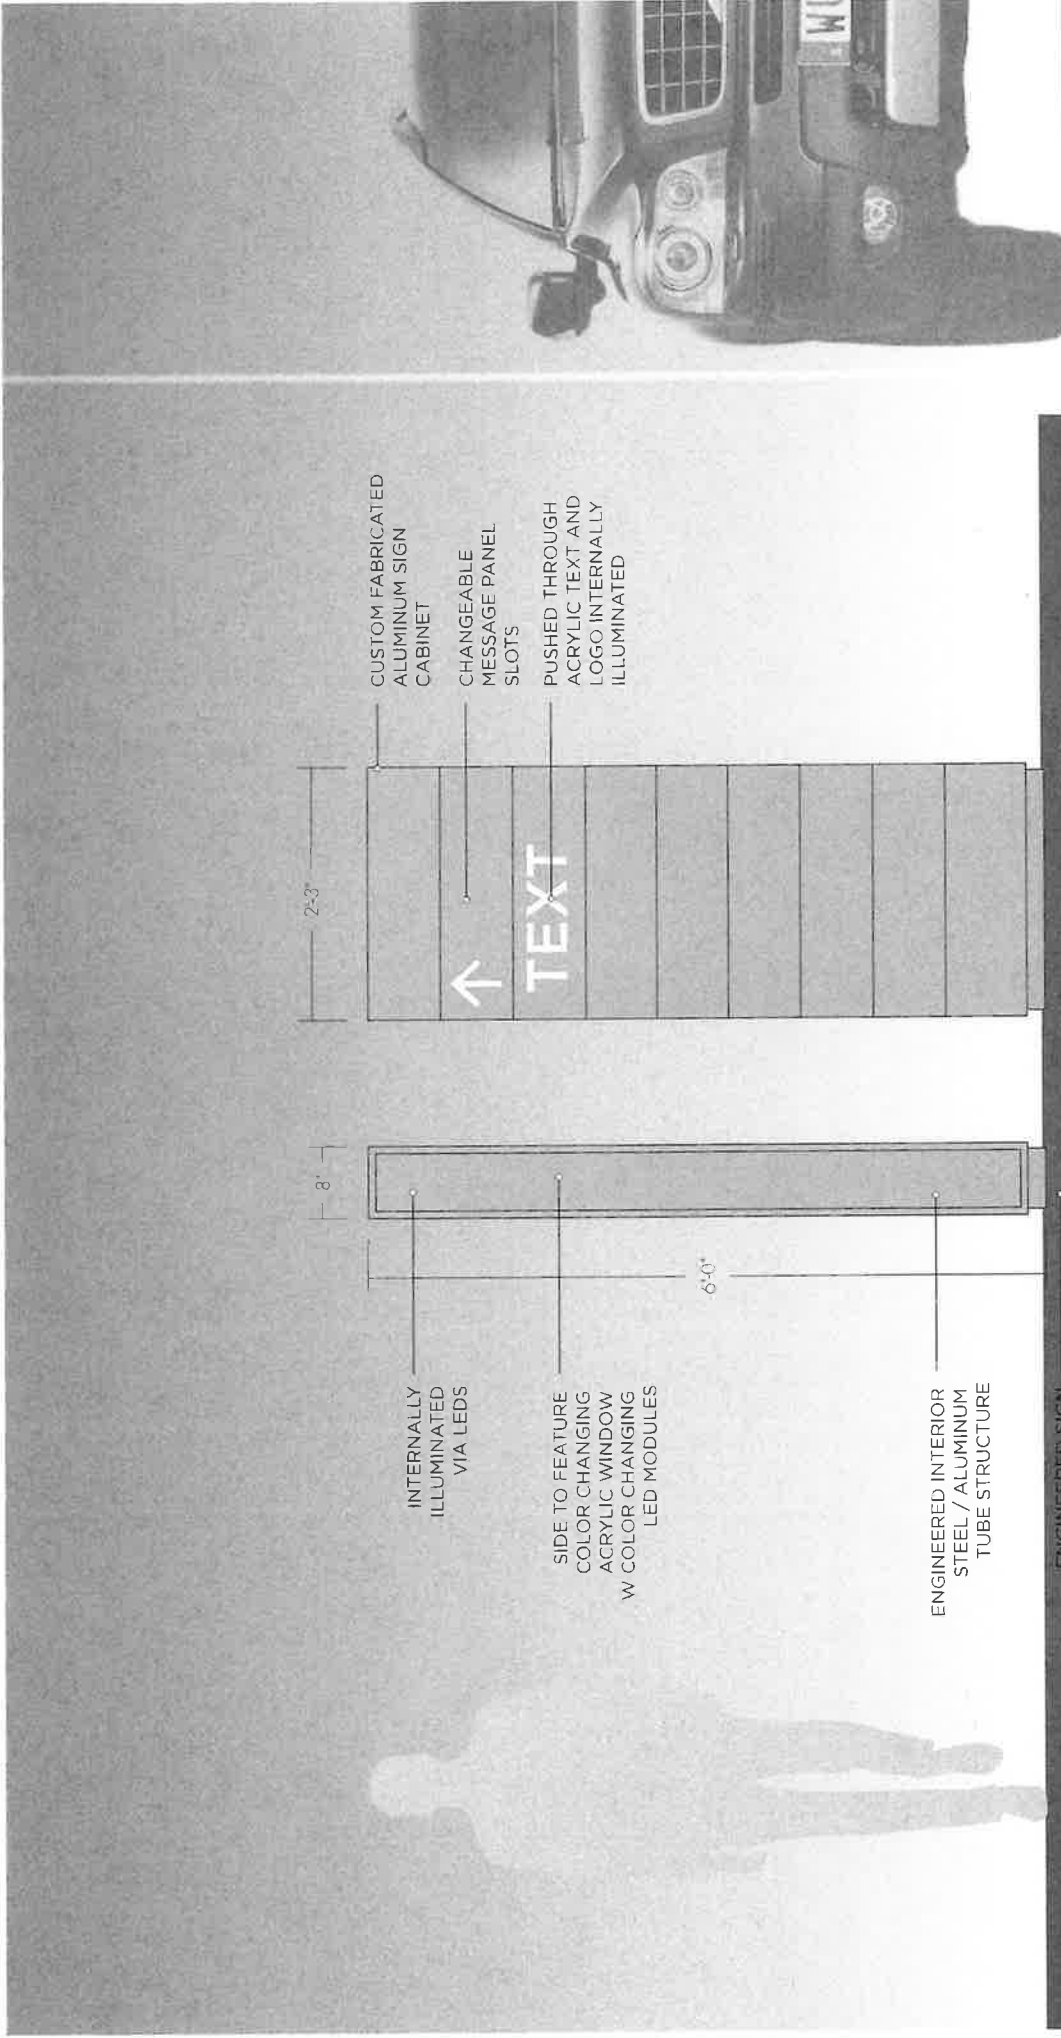 2'-3"
8"
6'-0"
CUSTOM FABRICATED
ALUMINUM SIGN
CABINET
CHANGEABLE
MESSAGE PANEL
SLOTS
PUSHED THROUGH
ACRYLIC TEXT AND
LOGO INTERNALLY
ILLUMINATED
TEXT
INTERNALLY
ILLUMINATED
VIA LEDS
SIDE TO FEATURE
COLOR CHANGING
ACRYLIC WINDOW
W COLOR CHANGING
LED MODULES
ENGINEERED INTERIOR
STEEL / ALUMINUM
TUBE STRUCTURE